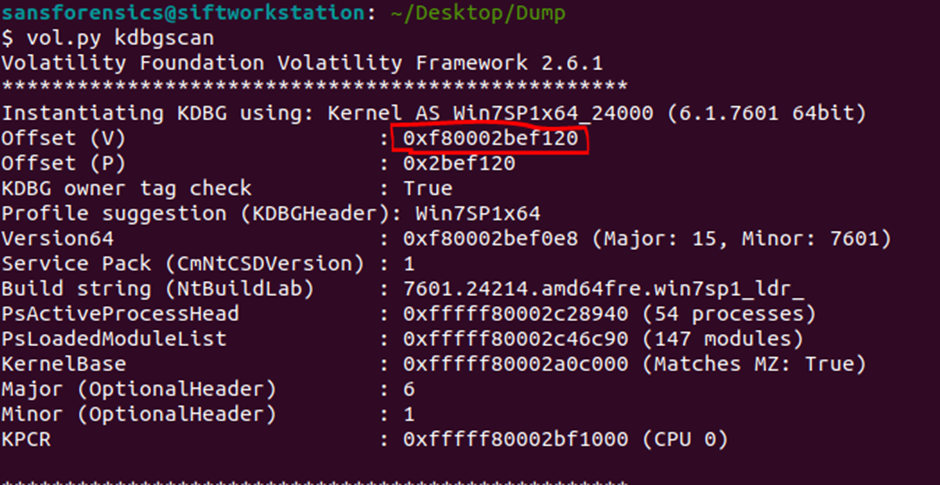 sansforensics@siftworkstation: ~/Desktop/Dump
$ vol.py kdbgscan
Volatility Foundation Volatility Framework 2.6.1
**************************************************
Instantiating KDBG using: Kernel AS Win7SP1x64_24000 (6.1.7601 64bit)
Offset (V) : 0xf80002bef120
Offset (P) : 0x2bef120
KDBG owner tag check : True
Profile suggestion (KDBGHeader): Win7SP1x64
Version64 : 0xf80002bef0e8 (Major: 15, Minor: 7601)
Service Pack (CmNtCSDVersion) : 1
Build string (NtBuildLab) : 7601.24214.amd64fre.win7sp1_ldr_
PsActiveProcessHead : 0xfffff80002c28940 (54 processes)
PsLoadedModuleList : 0xfffff80002c46c90 (147 modules)
KernelBase : 0xfffff80002a0c000 (Matches MZ: True)
Major (OptionalHeader) : 6
Minor (OptionalHeader) : 1
KPCR : 0xfffff80002bf1000 (CPU 0)
**************************************************